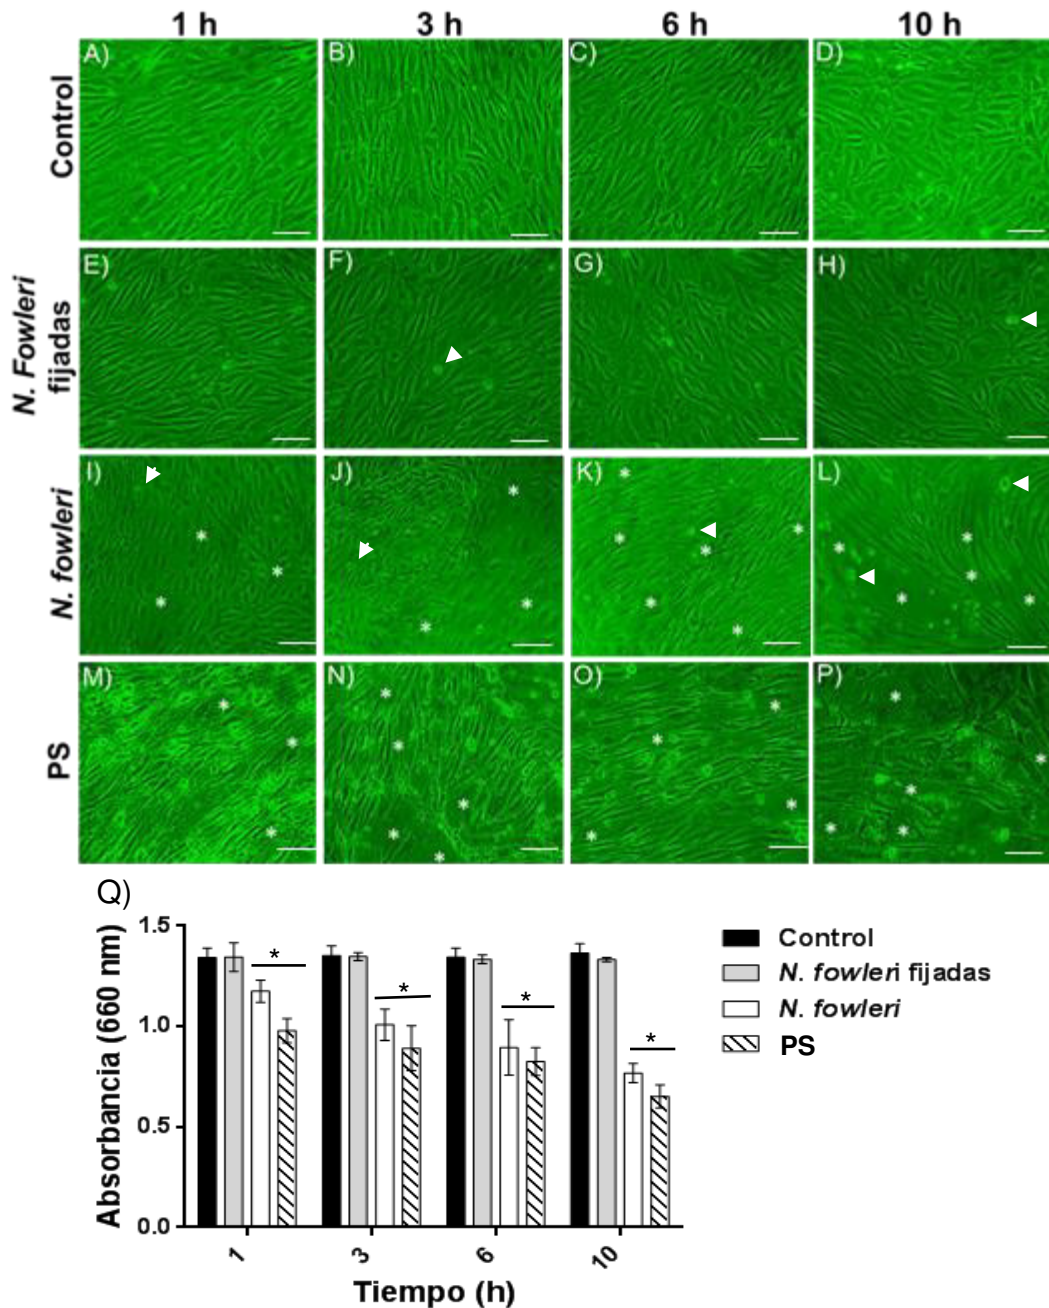 1 h 3 h 6 h 10 h
Control
A) B) C) D)
N. Fowleri
fijadas
E) F) G) H)
N. fowleri
I) J) K) L)
PS
M) N) O) P)
Q)
Absorbancia (660 nm)
1.5
1.0
0.5
0.0
* * * *
1 3 6 10
Tiempo (h)
Control
N. fowleri fijadas
N. fowleri
PS